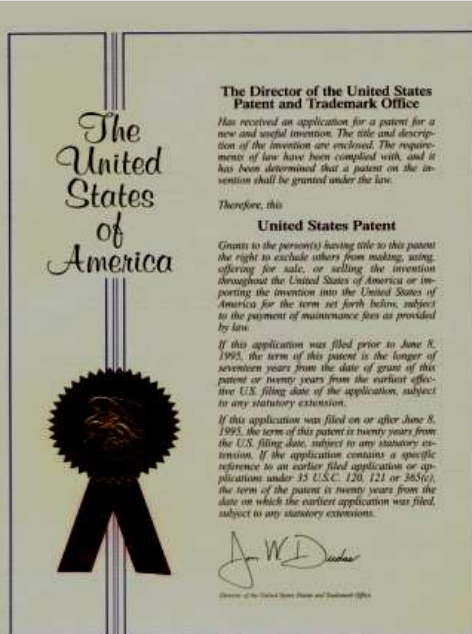 The
United
States
of
America
The Director of the United States
Patent and Trademark Office
Has received an application for a patent for a
new and useful invention. The title and descrip-
tion of the invention are enclosed. The require-
ments of law have been complied with, and it
has been determined that a patent on the in-
vention shall be granted under the law.
Therefore, this
United States Patent
Grants to the person(s) having title to this patent
the right to exclude others from making, using,
offering for sale, or selling the invention
throughout the United States of America or im-
porting the invention into the United States of
America for the term set forth below, subject
to the payment of maintenance fees as provided
by law.
If this application was filed prior to June 8,
1995, the term of this patent is the longer of
seventeen years from the date of grant of this
patent or twenty years from the earliest effec-
tive U.S. filing date of the application, subject
to any statutory extension.
If this application was filed on or after June 8,
1995, the term of this patent is twenty years from
the U.S. filing date, subject to any statutory ex-
tension. If the application contains a specific
reference to an earlier filed application or ap-
plications under 35 U.S.C. 120, 121 or 365(c),
the term of the patent is twenty years from the
date on which the earliest application was filed,
subject to any statutory extensions.
Jon W. Dudas
Director of the United States Patent and Trademark Office